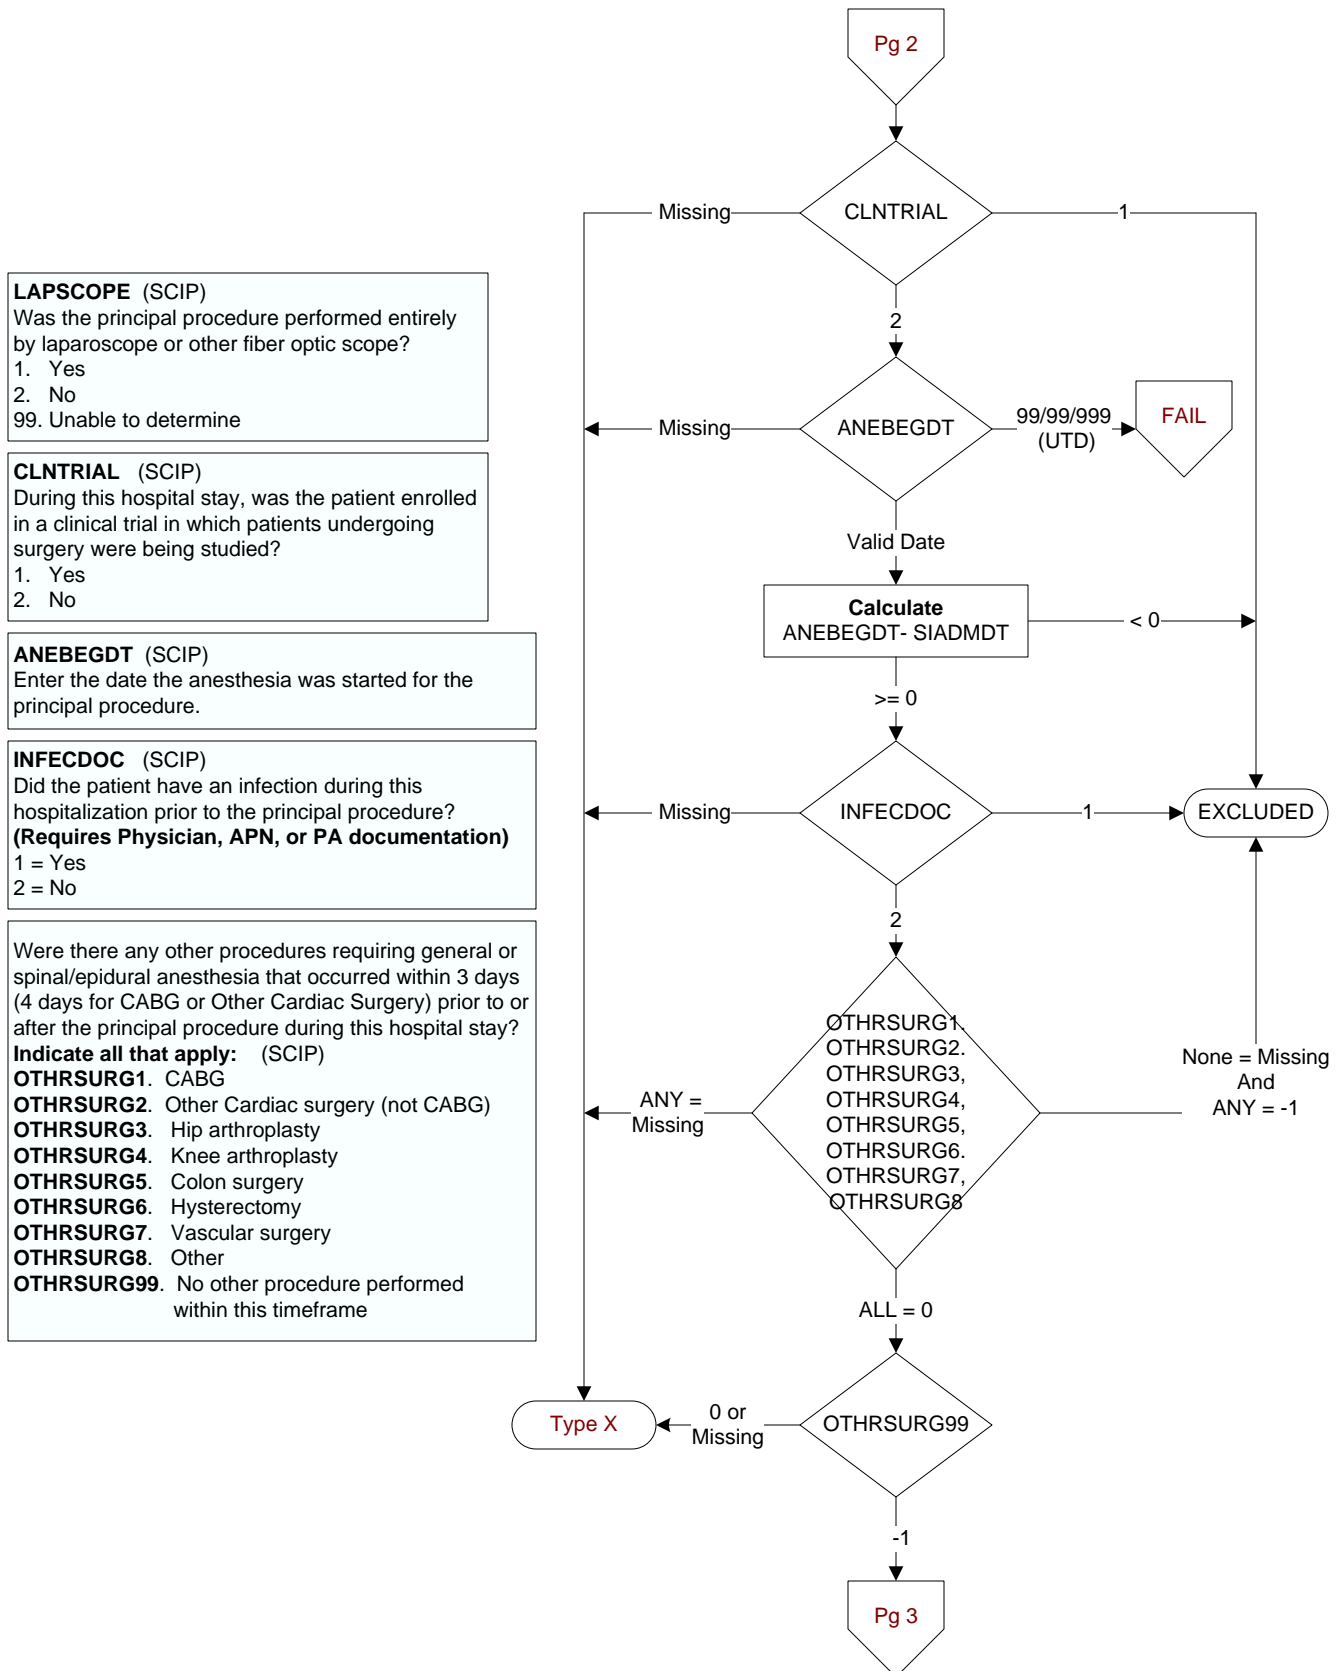 Pg 2
CLNTRIAL
Missing
1
2
ANEBEGDT
Missing
99/99/999
(UTD)
FAIL
Valid Date
Calculate
ANEBEGDT- SIADMDT
< 0
>= 0
INFECDOC
Missing
1
EXCLUDED
2
OTHRSURG1.
OTHRSURG2.
OTHRSURG3,
OTHRSURG4,
OTHRSURG5,
OTHRSURG6.
OTHRSURG7,
OTHRSURG8
ANY =
Missing
None = Missing
And
ANY = -1
ALL = 0
OTHRSURG99
0 or
Missing
Type X
-1
Pg 3
LAPSCOPE (SCIP)
Was the principal procedure performed entirely
by laparoscope or other fiber optic scope?
1. Yes
2. No
99. Unable to determine
CLNTRIAL (SCIP)
During this hospital stay, was the patient enrolled
in a clinical trial in which patients undergoing
surgery were being studied?
1. Yes
2. No
ANEBEGDT (SCIP)
Enter the date the anesthesia was started for the
principal procedure.
INFECDOC (SCIP)
Did the patient have an infection during this
hospitalization prior to the principal procedure?
(Requires Physician, APN, or PA documentation)
1 = Yes
2 = No
Were there any other procedures requiring general or
spinal/epidural anesthesia that occurred within 3 days
(4 days for CABG or Other Cardiac Surgery) prior to or
after the principal procedure during this hospital stay?
Indicate all that apply: (SCIP)
OTHRSURG1. CABG
OTHRSURG2. Other Cardiac surgery (not CABG)
OTHRSURG3. Hip arthroplasty
OTHRSURG4. Knee arthroplasty
OTHRSURG5. Colon surgery
OTHRSURG6. Hysterectomy
OTHRSURG7. Vascular surgery
OTHRSURG8. Other
OTHRSURG99. No other procedure performed
within this timeframe